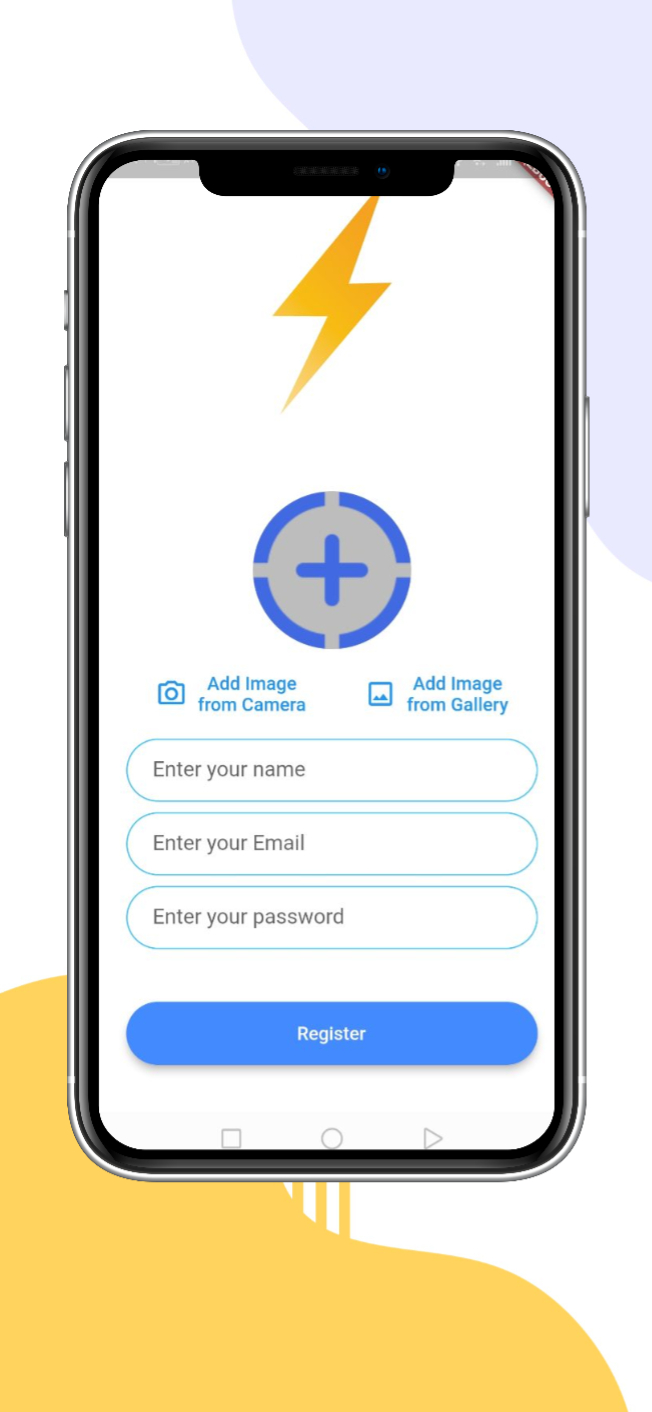 Add Image
from Camera
Add Image
from Gallery
Enter your name
Enter your Email
Enter your password
Register